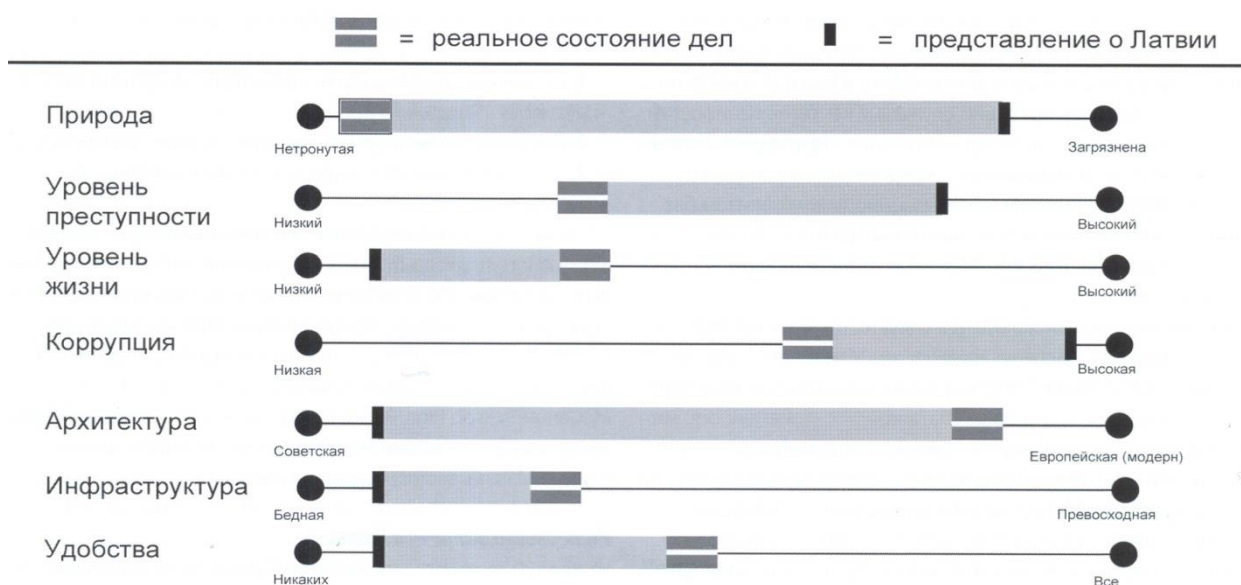 = реальное состояние дел = представление о Латвии
Природа
Нетронутая Загрязнена
Уровень
преступности
Низкий Высокий
Уровень
жизни
Низкий Высокий
Коррупция
Низкая Высокая
Архитектура
Советская Европейская (модерн)
Инфраструктура
Бедная Превосходная
Удобства
Никаких Все